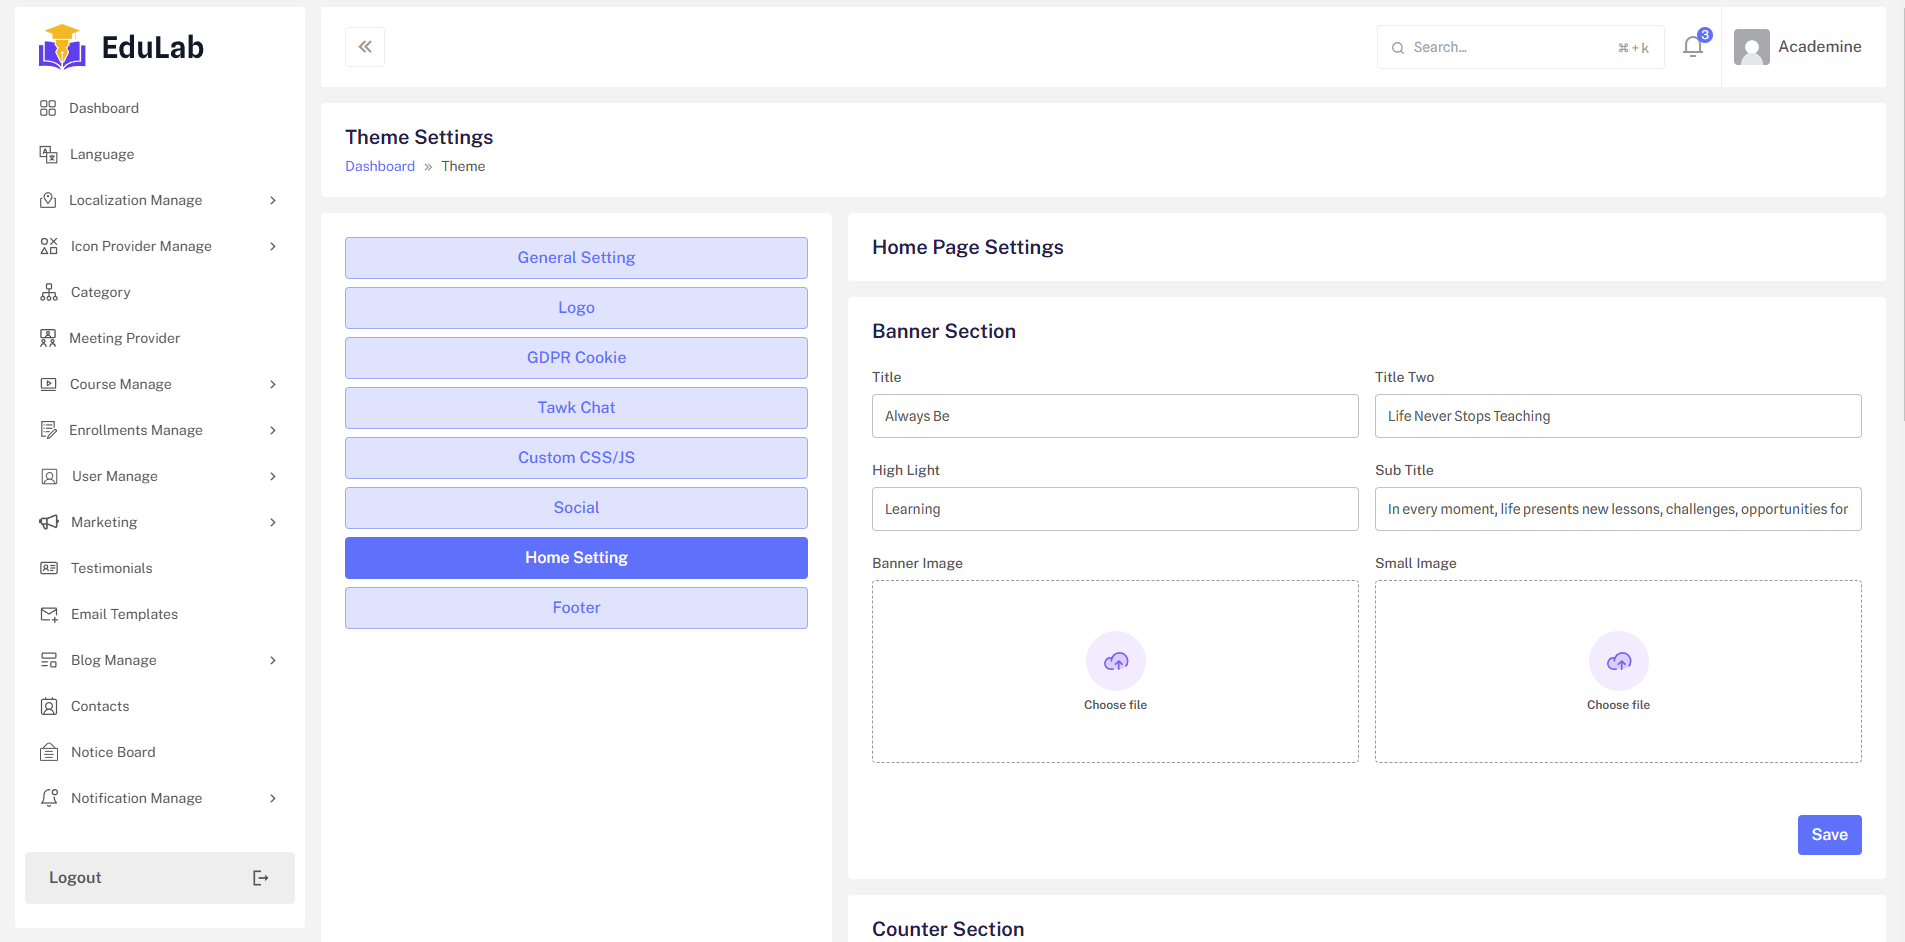 EduLab
Dashboard
Language
Localization Manage
Icon Provider Manage
Category
Meeting Provider
Course Manage
Enrollments Manage
User Manage
Marketing
Testimonials
Email Templates
Blog Manage
Contacts
Notice Board
Notification Manage
Logout
Search... ⌘+k
3
Academine
Theme Settings
Dashboard » Theme
General Setting
Logo
GDPR Cookie
Tawk Chat
Custom CSS/JS
Social
Home Setting
Footer
Home Page Settings
Banner Section
Title
Always Be
Title Two
Life Never Stops Teaching
High Light
Learning
Sub Title
In every moment, life presents new lessons, challenges, opportunities for
Banner Image
Choose file
Small Image
Choose file
Save
Counter Section